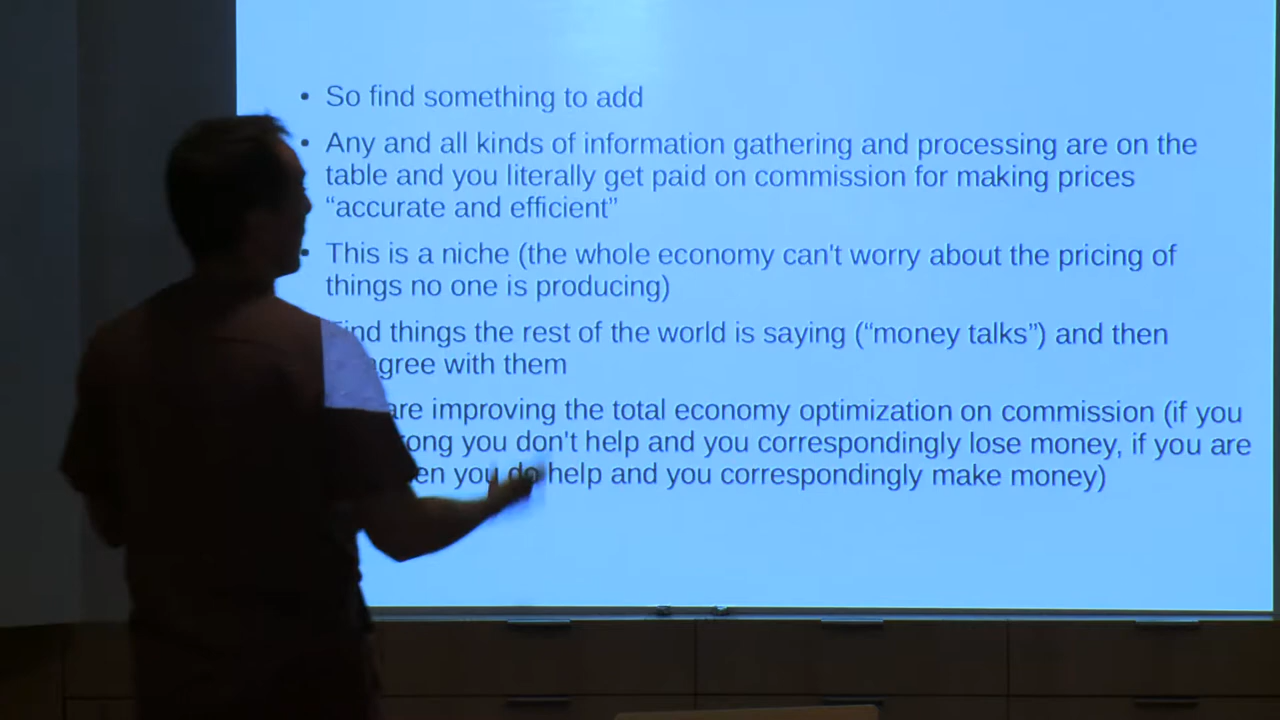 • So find something to add
• Any and all kinds of information gathering and processing are on the
table and you literally get paid on commission for making prices
“accurate and efficient”
• This is a niche (the whole economy can't worry about the pricing of
things no one is producing)
Find things the rest of the world is saying (“money talks”) and then
agree with them
are improving the total economy optimization on commission (if you
you don't help and you correspondingly lose money, if you are
you do help and you correspondingly make money)